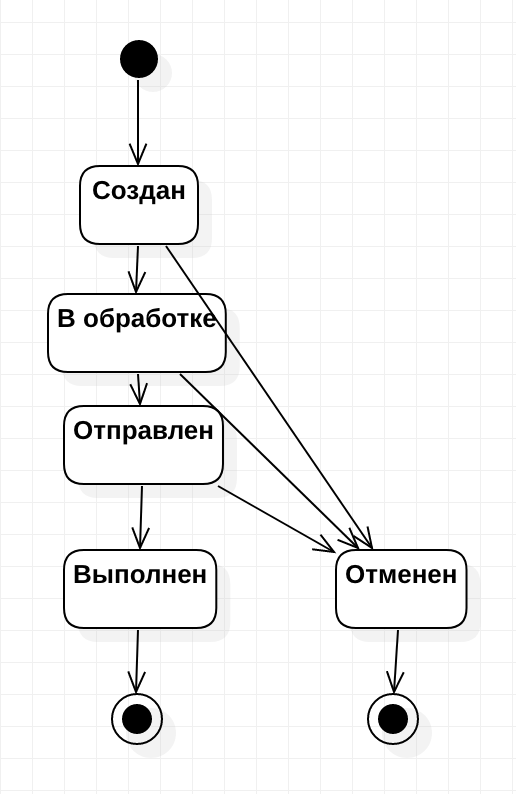 Создан
В обработке
Отправлен
Выполнен
Отменен